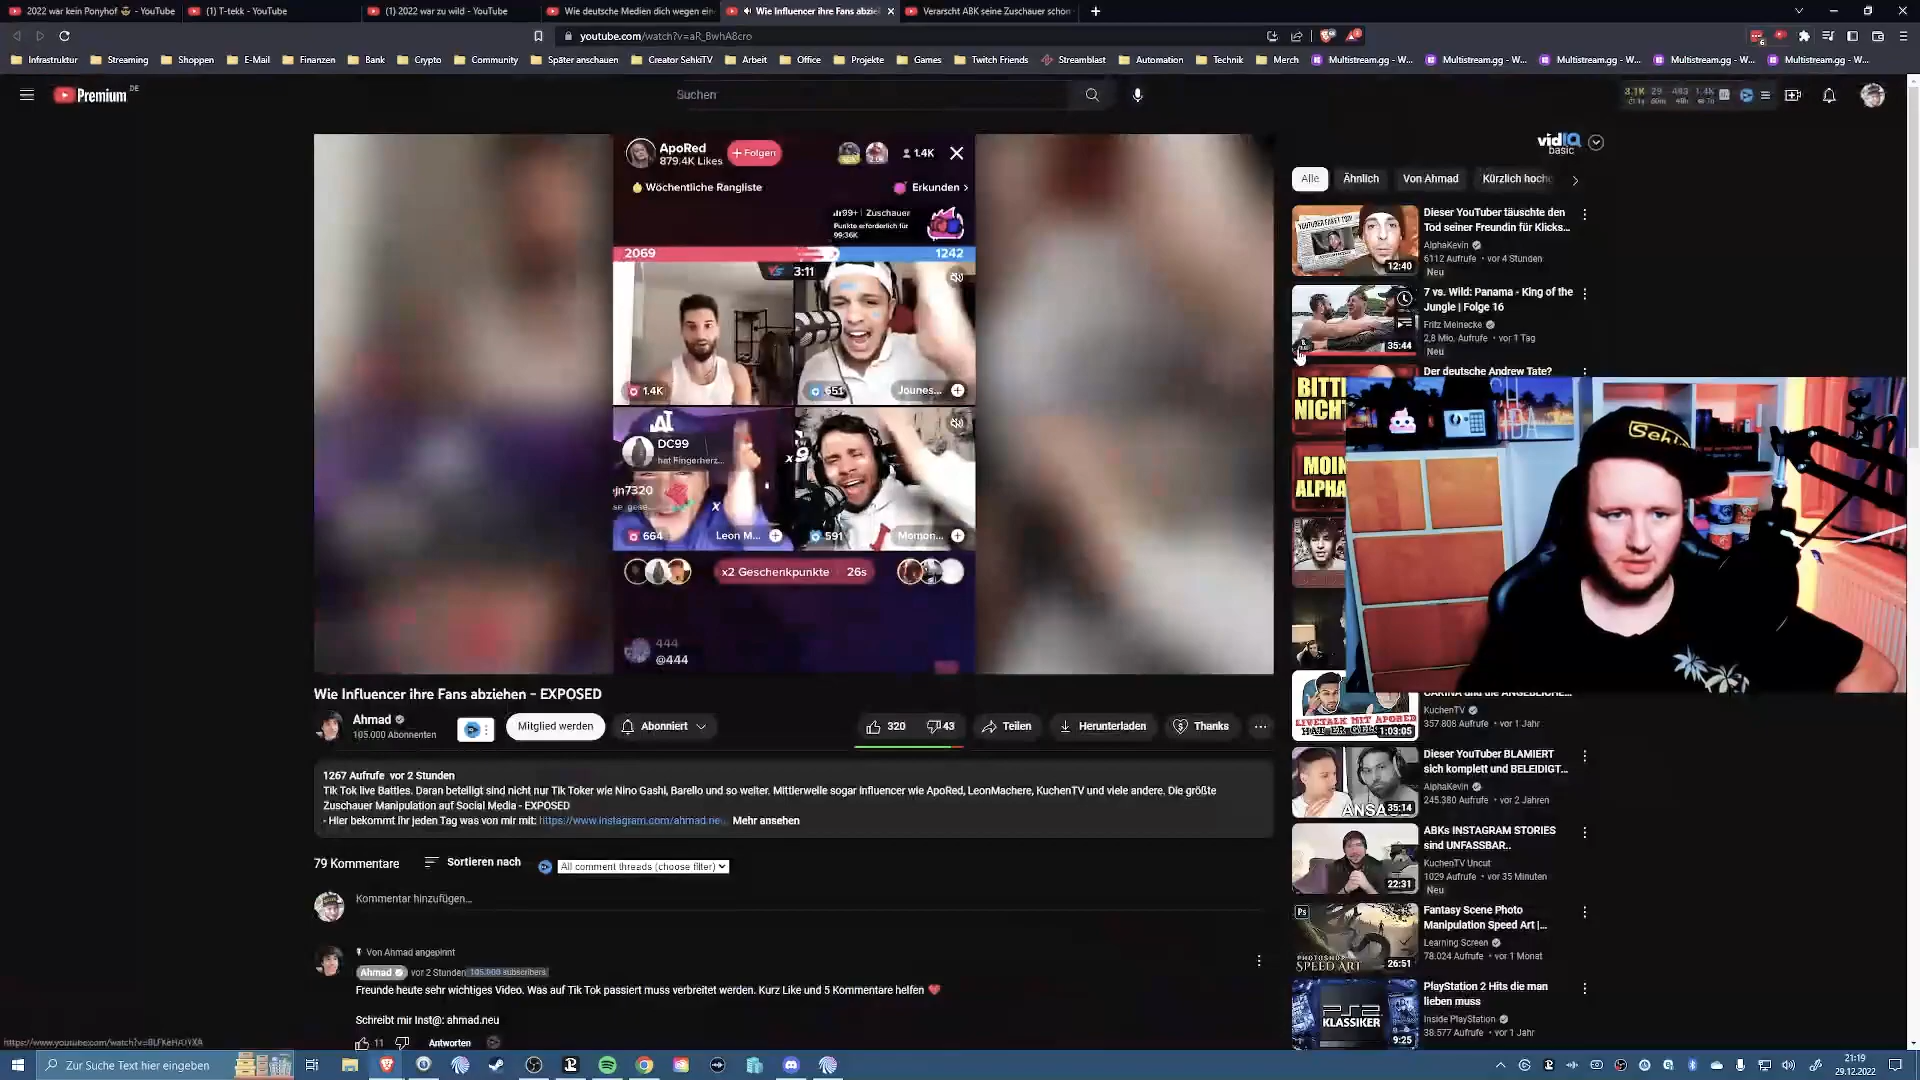 2022 war kein Ponyhof 😎 - YouTube
(1) T-tekk - YouTube
(1) 2022 war zu wild - YouTube
Wie deutsche Medien dich wegen ein
Wie Influencer ihre Fans abzie
Verarscht ABK seine Zuschauer schon
youtube.com/watch?v=aR_BwhA8cro
Infrastruktur
Streaming
Shoppen
E-Mail
Finanzen
Bank
Crypto
Community
Später anschauen
Creator SehkiTV
Arbeit
Office
Projekte
Games
Twitch Friends
Streamblast
Automation
Technik
Merch
Multistream.gg - W...
Multistream.gg - W...
Multistream.gg - W...
Multistream.gg - W...
Multistream.gg - W...
Premium
DE
Suchen
vidIQ
basic
ApoRed
879.4K Likes
+ Folgen
1.4K
Wöchentliche Rangliste
Erkunden >
99+ | Zuschauer
Punkte erforderlich für
99:36K
2069
1242
VS 3:11
1.4K
651
Jounes...
DC99
hat Fingerherz...
x9
jn7320
x
664
Leon M...
591
Momon...
x2 Geschenkpunkte 26s
444
@444
Wie Influencer ihre Fans abziehen - EXPOSED
Ahmad
105.000 Abonnenten
Mitglied werden
Abonniert
320
43
Teilen
Herunterladen
Thanks
1267 Aufrufe vor 2 Stunden
Tik Tok live Battles. Daran beteiligt sind nicht nur Tik Toker wie Nino Gashi, Barello und so weiter. Mittlerweile sogar Influencer wie ApoRed, LeonMachere, KuchenTV und viele andere. Die größte
Zuschauer Manipulation auf Social Media - EXPOSED
- Hier bekommt ihr jeden Tag was von mir mit: https://www.instagram.com/ahmad.ne... Mehr ansehen
79 Kommentare
Sortieren nach
All comment threads (choose filter)
Kommentar hinzufügen...
Von Ahmad angepinnt
Ahmad vor 2 Stunden 105.000 subscribers
Freunde heute sehr wichtiges Video. Was auf Tik Tok passiert muss verbreitet werden. Kurz Like und 5 Kommentare helfen ❤️
Schreibt mir Inst@: ahmad.neu
11
Antworten
Alle
Ähnlich
Von Ahmad
Kürzlich hoche
Dieser YouTuber täuschte den
Tod seiner Freundin für Klicks...
AlphaKevin
6112 Aufrufe • vor 4 Stunden
Neu
12:40
7 vs. Wild: Panama - King of the
Jungle | Folge 16
Fritz Meinecke
2,8 Mio. Aufrufe • vor 1 Tag
Neu
35:44
Der deutsche Andrew Tate?
BITT
NICHT
MOIN
ALPHA
Sehk
LIVETALK MIT APORED
1:03:05
KuchenTV
357.808 Aufrufe • vor 1 Jahr
Dieser YouTuber BLAMIERT
sich komplett und BELEIDIGT...
AlphaKevin
245.380 Aufrufe • vor 2 Jahren
ANSA
35:14
ABKs INSTAGRAM STORIES
sind UNFASSBAR..
KuchenTV Uncut
1029 Aufrufe • vor 35 Minuten
Neu
22:31
Fantasy Scene Photo
Manipulation Speed Art |...
Learning Screen
78.024 Aufrufe • vor 1 Monat
Ps
PHOTOSHOP
SPEED ART
26:51
PlayStation 2 Hits die man
lieben muss
Inside PlayStation
38.577 Aufrufe • vor 1 Jahr
PS2
KLASSIKER
9:25
Zur Suche Text hier eingeben
21:19
29.12.2022